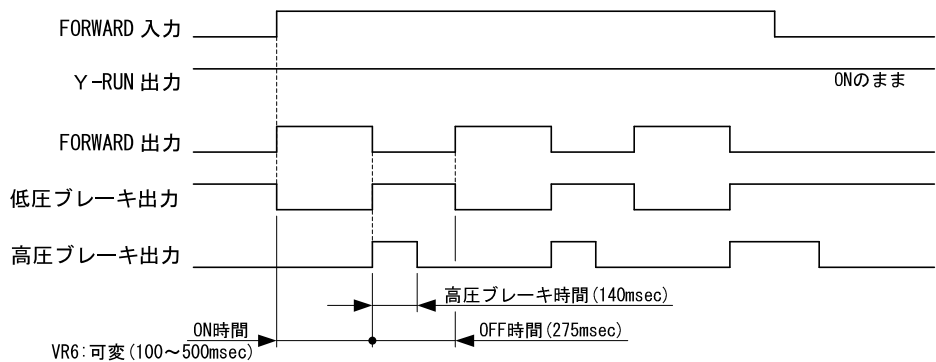 FORWARD 入力
Y-RUN 出力
ONのまま
FORWARD 出力
低圧ブレーキ出力
高圧ブレーキ出力
高圧ブレーキ時間(140msec)
ON時間
OFF時間(275msec)
VR6:可変(100～500msec)